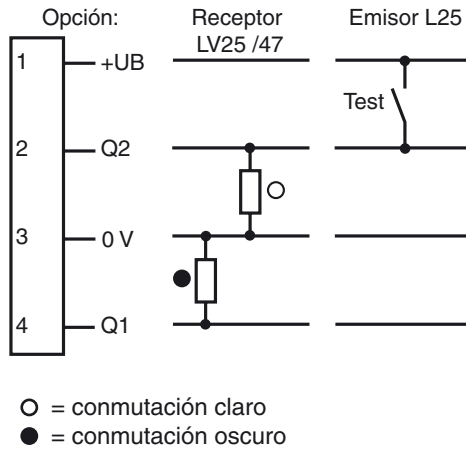 Opción:
Receptor
LV25 /47
Emisor L25
1
+UB
Test
2
Q2
3
0 V
4
Q1
= conmutación claro
= conmutación oscuro